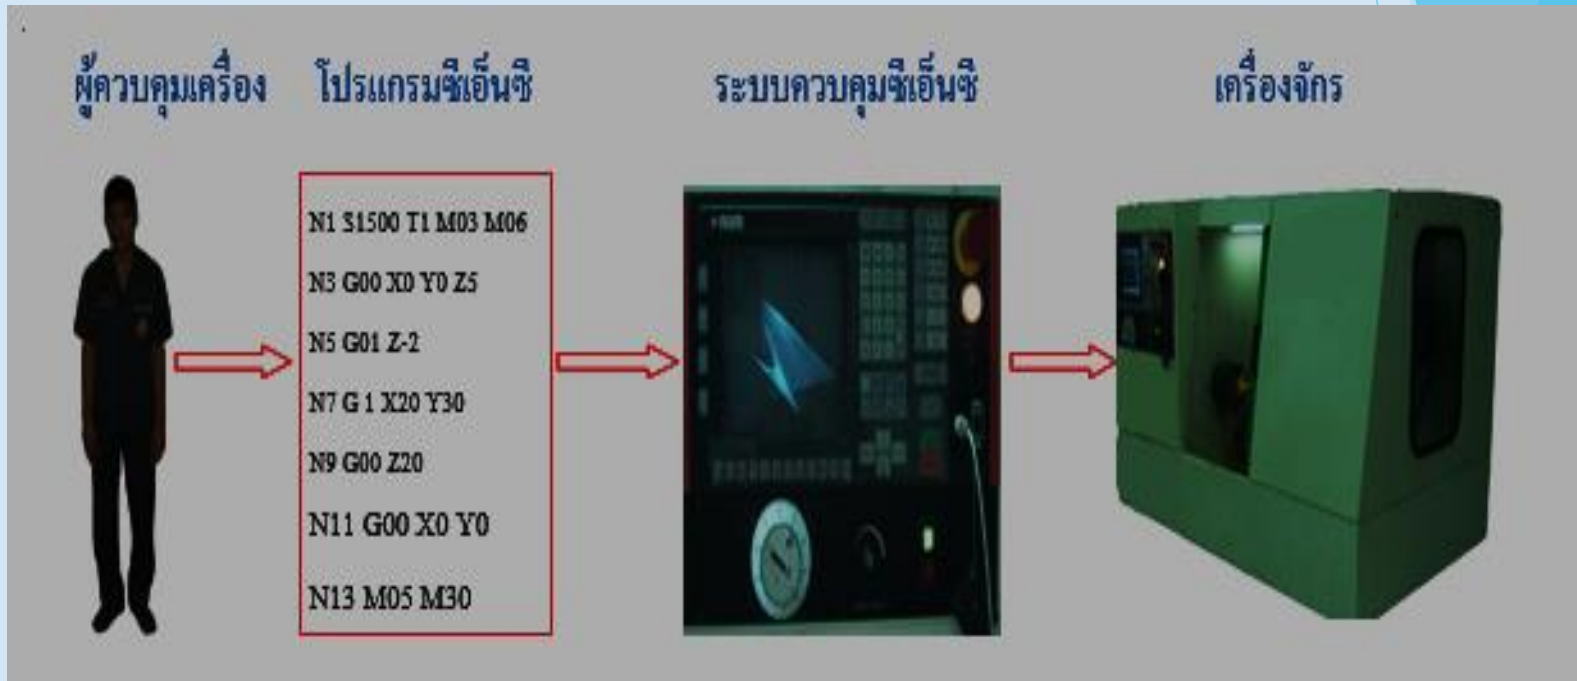 ผู้ควบคุมเครื่อง โปรแกรมซีเอ็นซี ระบบควบคุมซีเอ็นซี เครื่องจักร
N1 S1500 T1 M03 M06
N3 G00 X0 Y0 Z5
N5 G01 Z-2
N7 G 1 X20 Y30
N9 G00 Z20
N11 G00 X0 Y0
N13 M05 M30